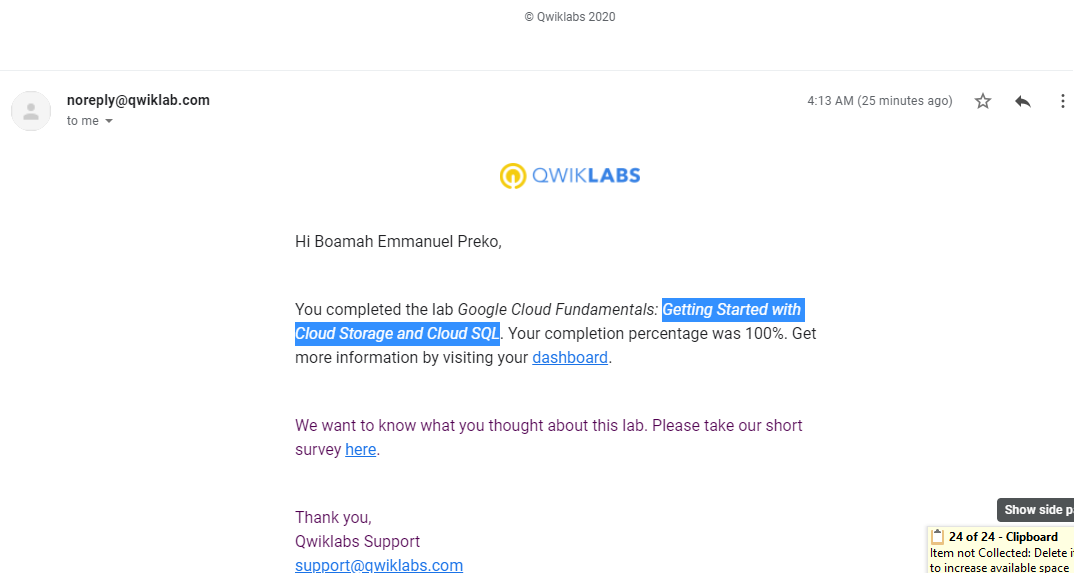 © Qwiklabs 2020
noreply@qwiklab.com
4:13 AM (25 minutes ago)
to me
QWIKLABS
Hi Boamah Emmanuel Preko,
You completed the lab Google Cloud Fundamentals: Getting Started with
Cloud Storage and Cloud SQL. Your completion percentage was 100%. Get
more information by visiting your dashboard.
We want to know what you thought about this lab. Please take our short
survey here.
Thank you,
Qwiklabs Support
support@qwiklabs.com
Show side
24 of 24 - Clipboard
Item not Collected: Delete
to increase available space